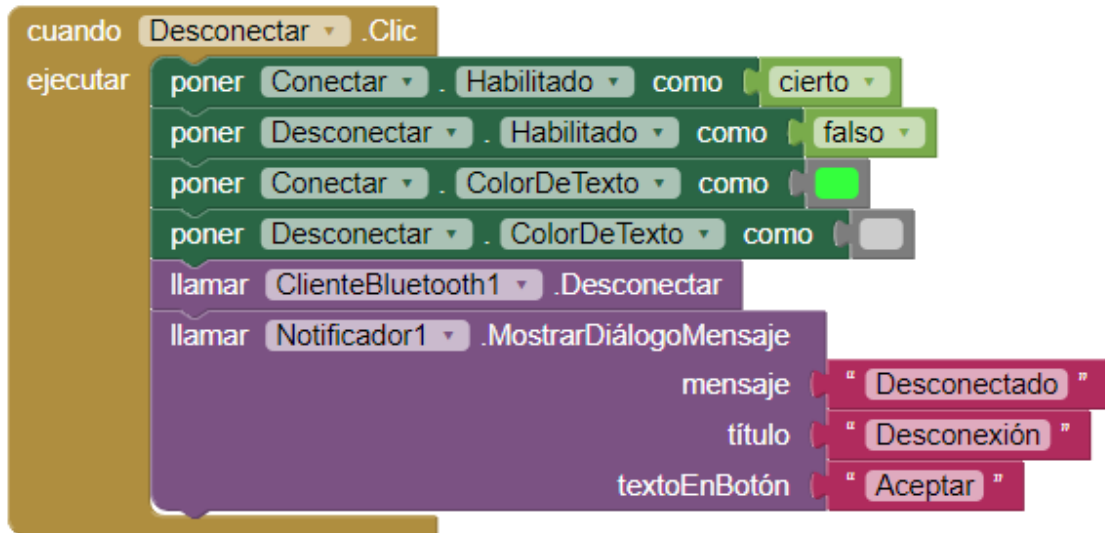 cuando Desconectar .Clic
ejecutar poner Conectar . Habilitado como cierto
poner Desconectar . Habilitado como falso
poner Conectar . ColorDeTexto como
poner Desconectar . ColorDeTexto como
llamar ClienteBluetooth1 .Desconectar
llamar Notificador1 .MostrarDiálogoMensaje
mensaje “ Desconectado ”
título “ Desconexión ”
textoEnBotón “ Aceptar ”